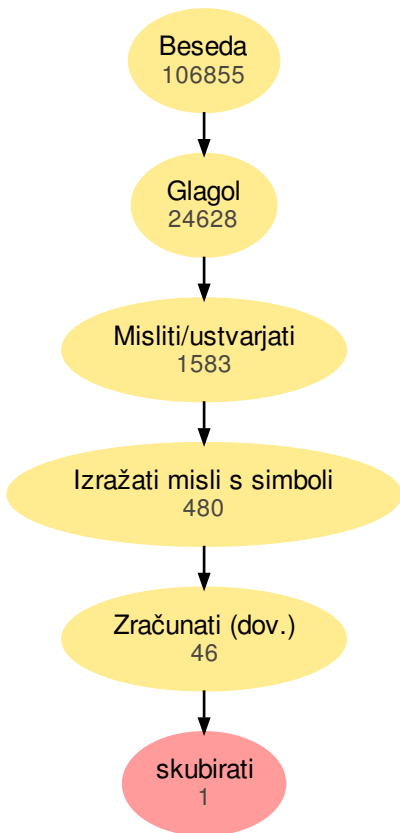 Beseda
106855
Glagol
24628
Misliti/ustvarjati
1583
Izražati misli s simboli
480
Zračunati (dov.)
46
skubirati
1